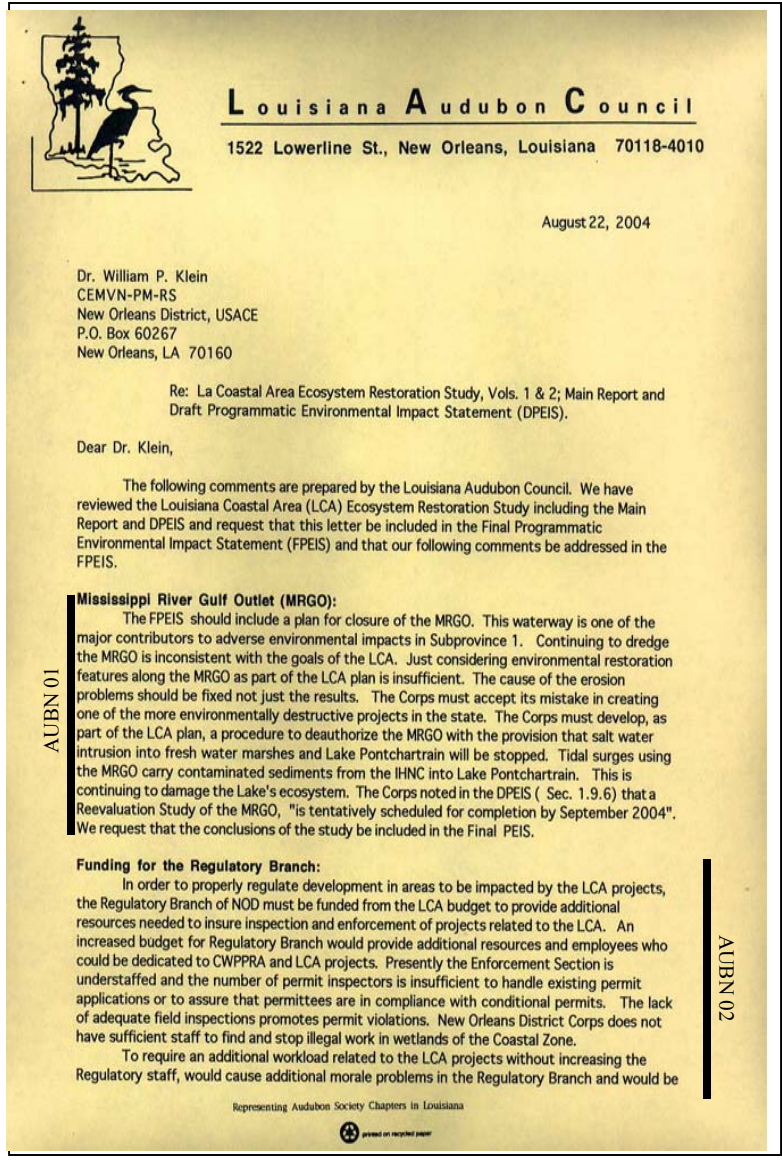 Louisiana Audubon Council
1522 Lowerline St., New Orleans, Louisiana 70118-4010
August 22, 2004
Dr. William P. Klein
CEMVN-PM-RS
New Orleans District, USACE
P.O. Box 60267
New Orleans, LA 70160
Re: La Coastal Area Ecosystem Restoration Study, Vols. 1 & 2; Main Report and
Draft Programmatic Environmental Impact Statement (DPEIS).
Dear Dr. Klein,
The following comments are prepared by the Louisiana Audubon Council. We have
reviewed the Louisiana Coastal Area (LCA) Ecosystem Restoration Study including the Main
Report and DPEIS and request that this letter be included in the Final Programmatic
Environmental Impact Statement (FPEIS) and that our following comments be addressed in the
FPEIS.
AUBN 01
Mississippi River Gulf Outlet (MRGO):
The FPEIS should include a plan for closure of the MRGO. This waterway is one of the
major contributors to adverse environmental impacts in Subprovince 1. Continuing to dredge
the MRGO is inconsistent with the goals of the LCA. Just considering environmental restoration
features along the MRGO as part of the LCA plan is insufficient. The cause of the erosion
problems should be fixed not just the results. The Corps must accept its mistake in creating
one of the more environmentally destructive projects in the state. The Corps must develop, as
part of the LCA plan, a procedure to deauthorize the MRGO with the provision that salt water
intrusion into fresh water marshes and Lake Pontchartrain will be stopped. Tidal surges using
the MRGO carry contaminated sediments from the IHNC into Lake Pontchartrain. This is
continuing to damage the Lake's ecosystem. The Corps noted in the DPEIS ( Sec. 1.9.6) that a
Reevaluation Study of the MRGO, "is tentatively scheduled for completion by September 2004".
We request that the conclusions of the study be included in the Final PEIS.
Funding for the Regulatory Branch:
In order to properly regulate development in areas to be impacted by the LCA projects,
the Regulatory Branch of NOD must be funded from the LCA budget to provide additional
resources needed to insure inspection and enforcement of projects related to the LCA. An
increased budget for Regulatory Branch would provide additional resources and employees who
could be dedicated to CWPPRA and LCA projects. Presently the Enforcement Section is
understaffed and the number of permit inspectors is insufficient to handle existing permit
applications or to assure that permittees are in compliance with conditional permits. The lack
of adequate field inspections promotes permit violations. New Orleans District Corps does not
have sufficient staff to find and stop illegal work in wetlands of the Coastal Zone.
To require an additional workload related to the LCA projects without increasing the
Regulatory staff, would cause additional morale problems in the Regulatory Branch and would be
AUBN 02
Representing Audubon Society Chapters in Louisiana
printed on recycled paper